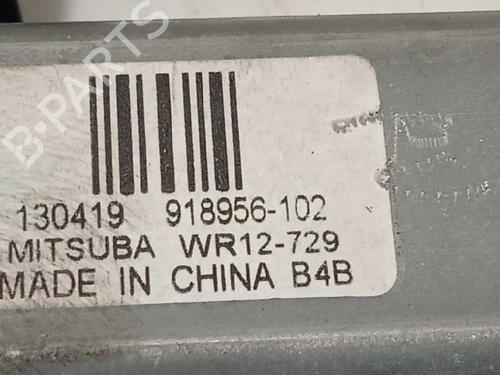 B-PARTS
130419 918956-102
MITSUBA WR12-729
MADE IN CHINA B4B